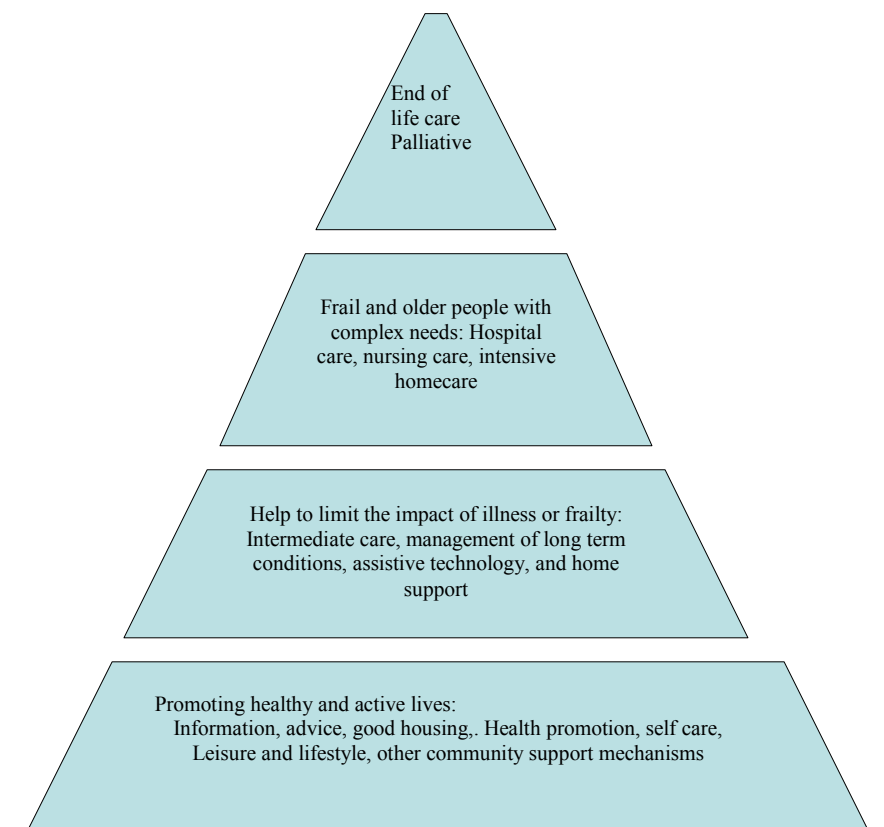 End of
life care
Palliative
Frail and older people with
complex needs: Hospital
care, nursing care, intensive
homecare
Help to limit the impact of illness or frailty:
Intermediate care, management of long term
conditions, assistive technology, and home
support
Promoting healthy and active lives:
Information, advice, good housing,. Health promotion, self care,
Leisure and lifestyle, other community support mechanisms